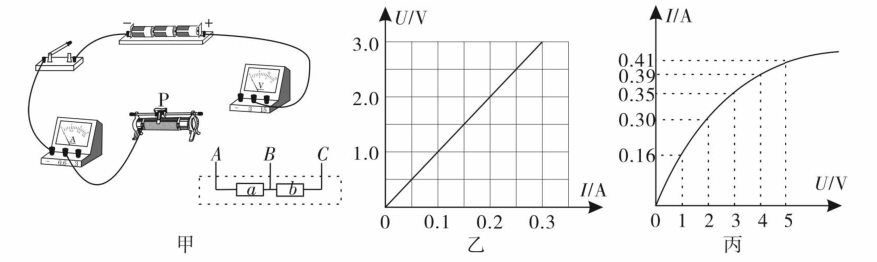 − +
V
P
A
A B C
a b
甲
U/V
3.0
2.0
1.0
0 0.1 0.2 0.3
I/A
乙
I/A
0.41
0.39
0.35
0.30
0.16
0 1 2 3 4 5
U/V
丙